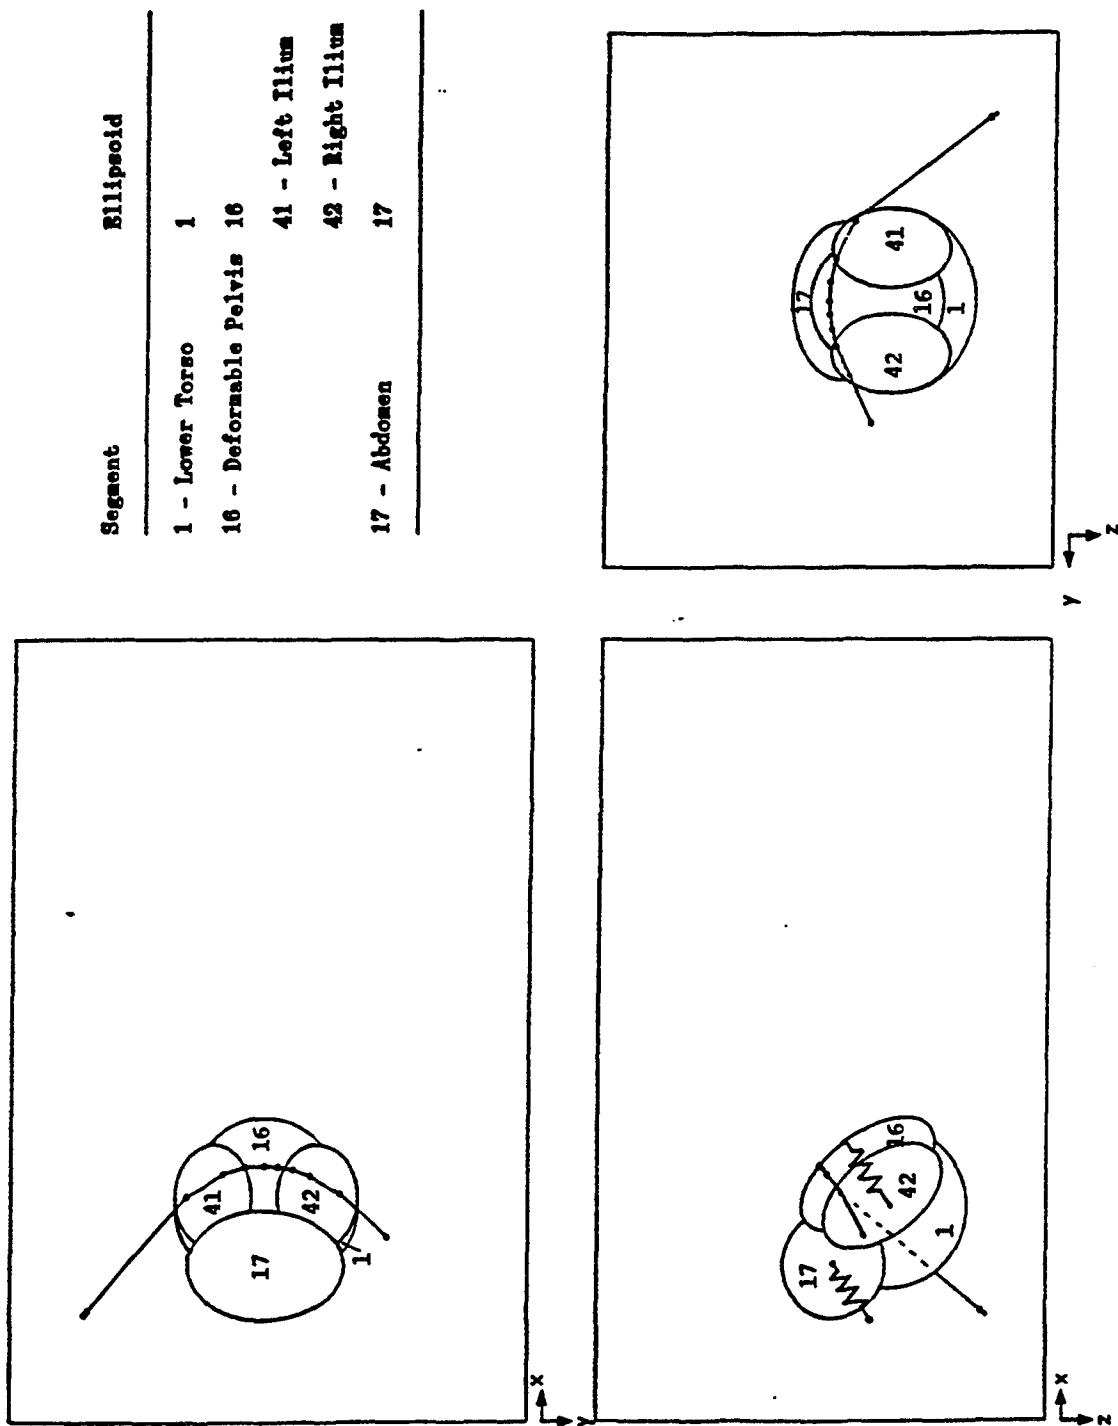 Segment Ellipsoid
1 - Lower Torso 1
16 - Deformable Pelvis 16
41 - Left Ilium
42 - Right Ilium
17 - Abdomen 17
16
41
42
17
1
X
Y
17
16
42
1
X
Z
17
41
42
16
1
Y
Z